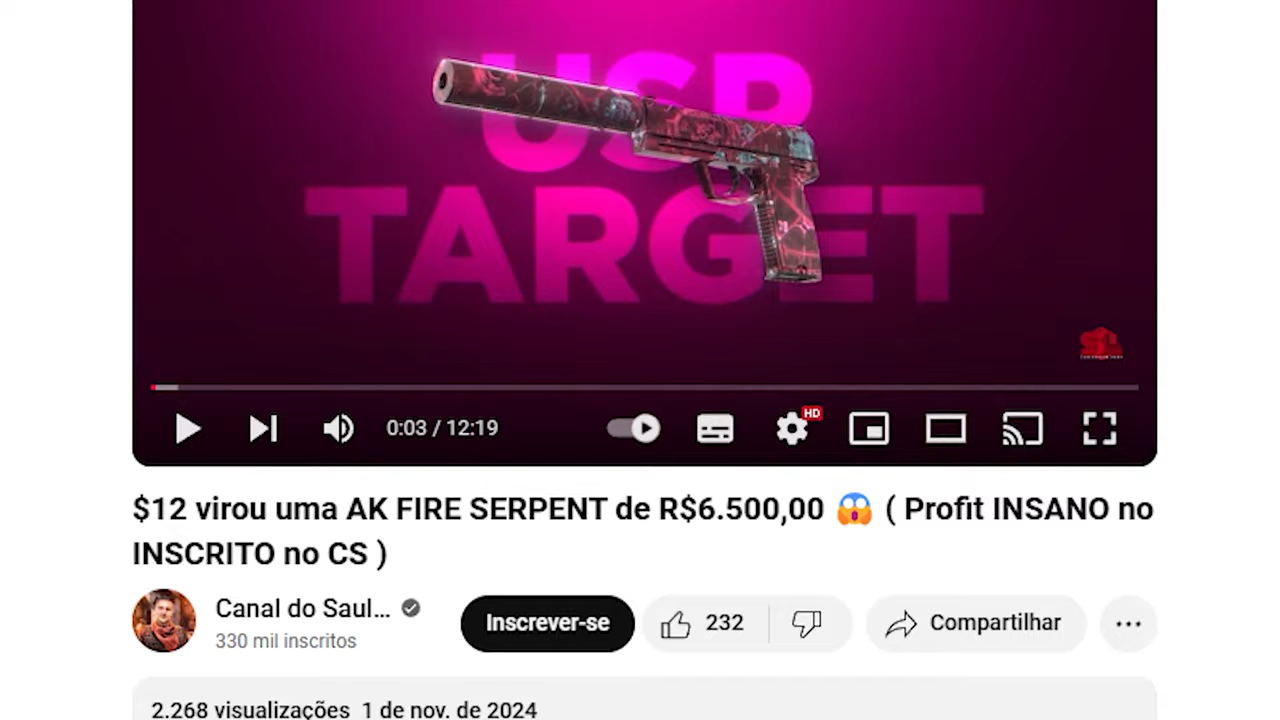 USP
TARGET
SL
0:03 / 12:19
HD
$12 virou uma AK FIRE SERPENT de R$6.500,00 😱 ( Profit INSANO no
INSCRITO no CS )
Canal do Saul...
330 mil inscritos
Inscrever-se
232
Compartilhar
2.268 visualizações 1 de nov. de 2024